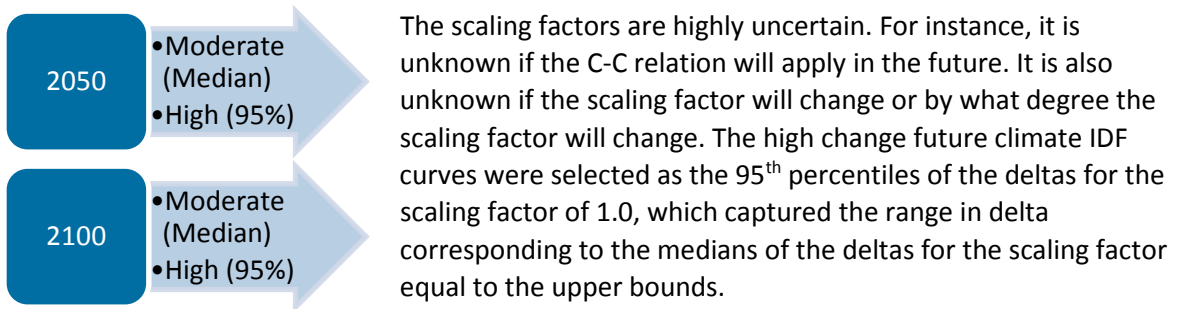 2050
•Moderate
(Median)
•High (95%)
2100
•Moderate
(Median)
•High (95%)
The scaling factors are highly uncertain. For instance, it is
unknown if the C-C relation will apply in the future. It is also
unknown if the scaling factor will change or by what degree the
scaling factor will change. The high change future climate IDF
curves were selected as the 95th percentiles of the deltas for the
scaling factor of 1.0, which captured the range in delta
corresponding to the medians of the deltas for the scaling factor
equal to the upper bounds.